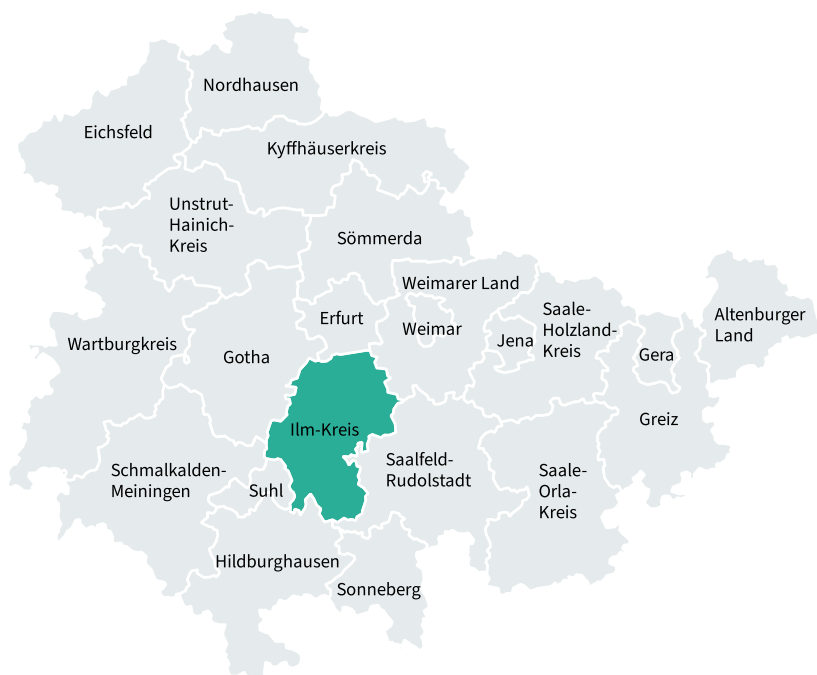 Nordhausen
Eichsfeld
Kyffhäuserkreis
Unstrut-
Hainich-
Kreis
Sömmerda
Weimarer Land
Saale-
Holzland-
Kreis
Altenburger
Land
Erfurt
Weimar
Jena
Wartburgkreis
Gotha
Gera
Greiz
Ilm-Kreis
Saalfeld-
Rudolstadt
Schmalkalden-
Meiningen
Suhl
Saale-
Orla-
Kreis
Hildburghausen
Sonneberg